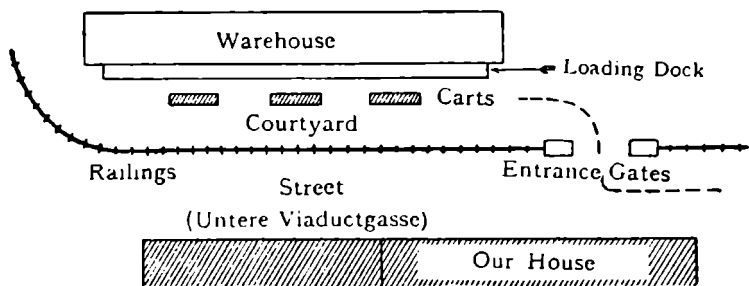 Warehouse
Loading Dock
Carts
Courtyard
Railings
Entrance Gates
Street
(Untere Viaductgasse)
Our House